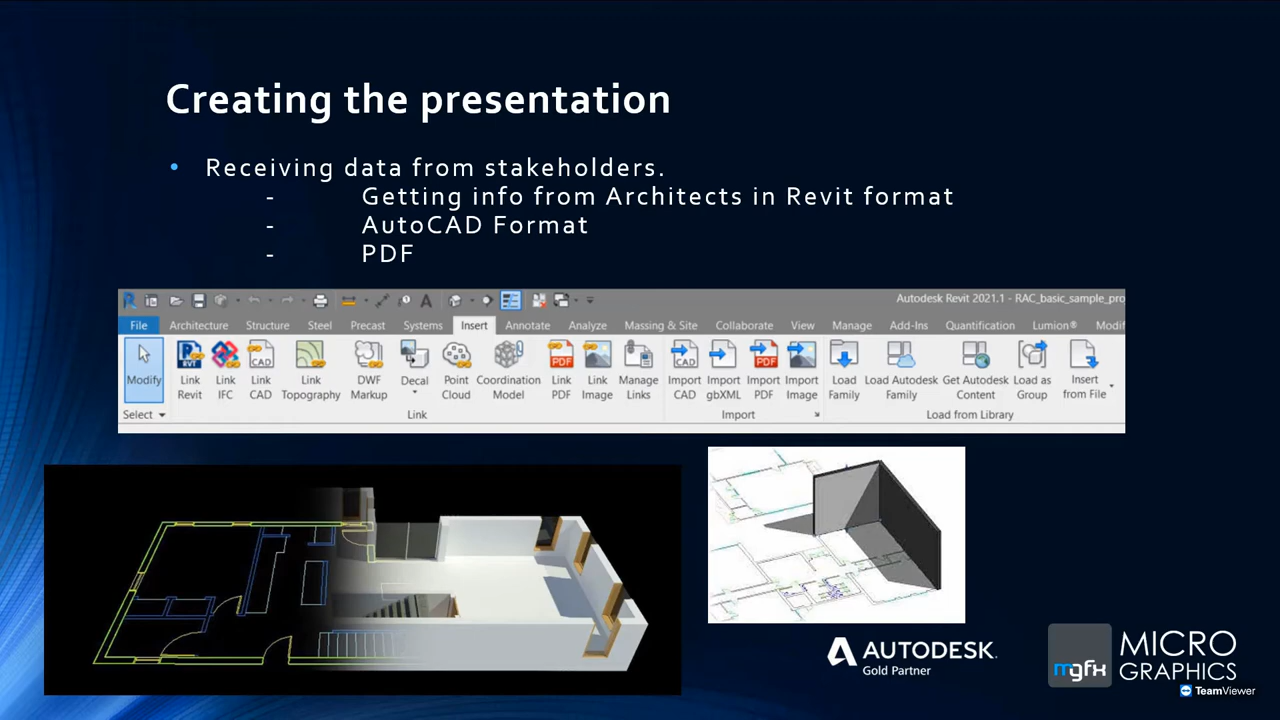 Creating the presentation
• Receiving data from stakeholders.
- Getting info from Architects in Revit format
- AutoCAD Format
- PDF
Autodesk Revit 2021.1 - RAC_basic_sample_pro
File Architecture Structure Steel Precast Systems Insert Annotate Analyze Massing & Site Collaborate View Manage Add-Ins Quantification Lumion® Modif
Modify
Link Revit
Link IFC
Link CAD
Link Topography
DWF Markup
Decal
Point Cloud
Coordination Model
Link PDF
Link Image
Manage Links
Import CAD
Import gbXML
Import PDF
Import Image
Load Family
Load Autodesk Family
Get Autodesk Content
Load as Group
Insert from File
Select Link Import Load from Library
AUTODESK.
Gold Partner
mgfx
MICRO
GRAPHICS
TeamViewer